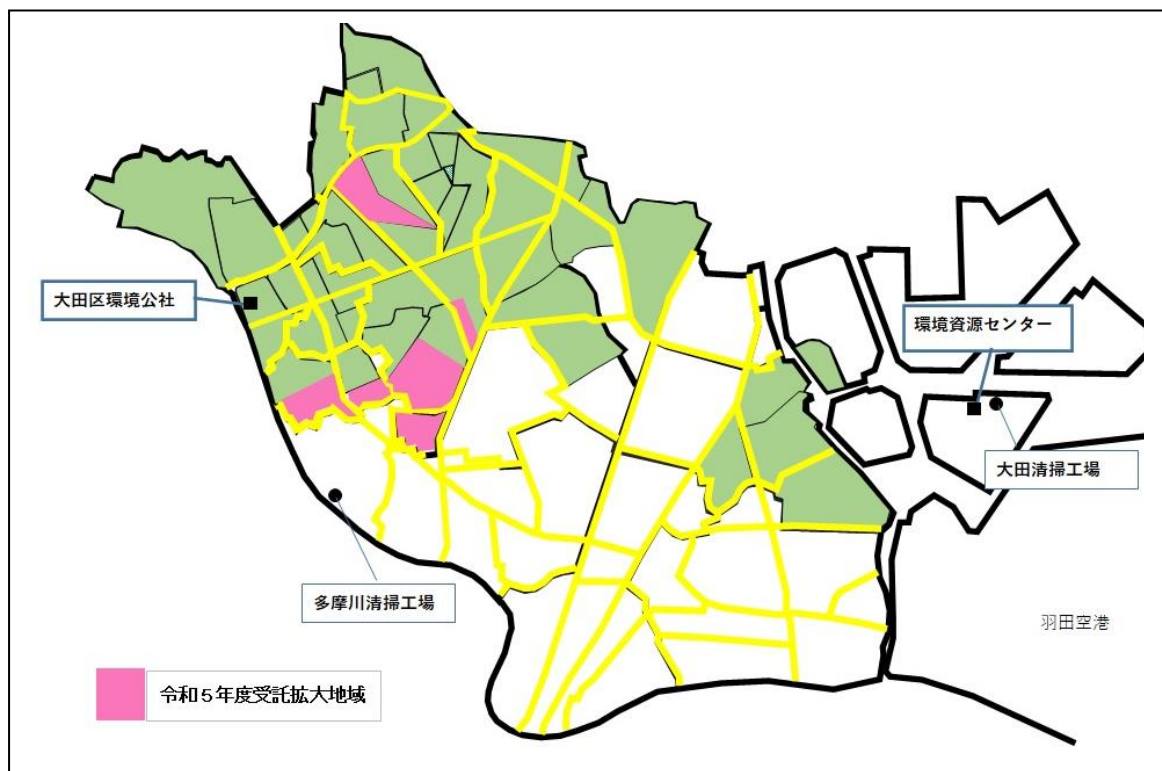 大田区環境公社
環境資源センター
大田清掃工場
多摩川清掃工場
羽田空港
令和5年度受託拡大地域